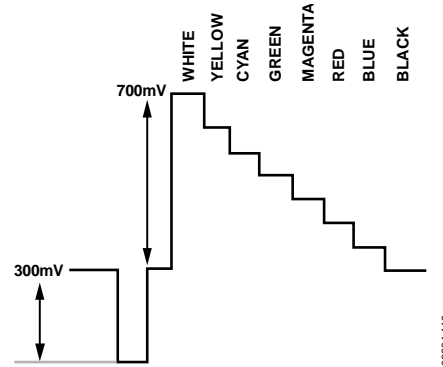 WHITE
YELLOW
CYAN
GREEN
MAGENTA
RED
BLUE
BLACK
700mV
300mV